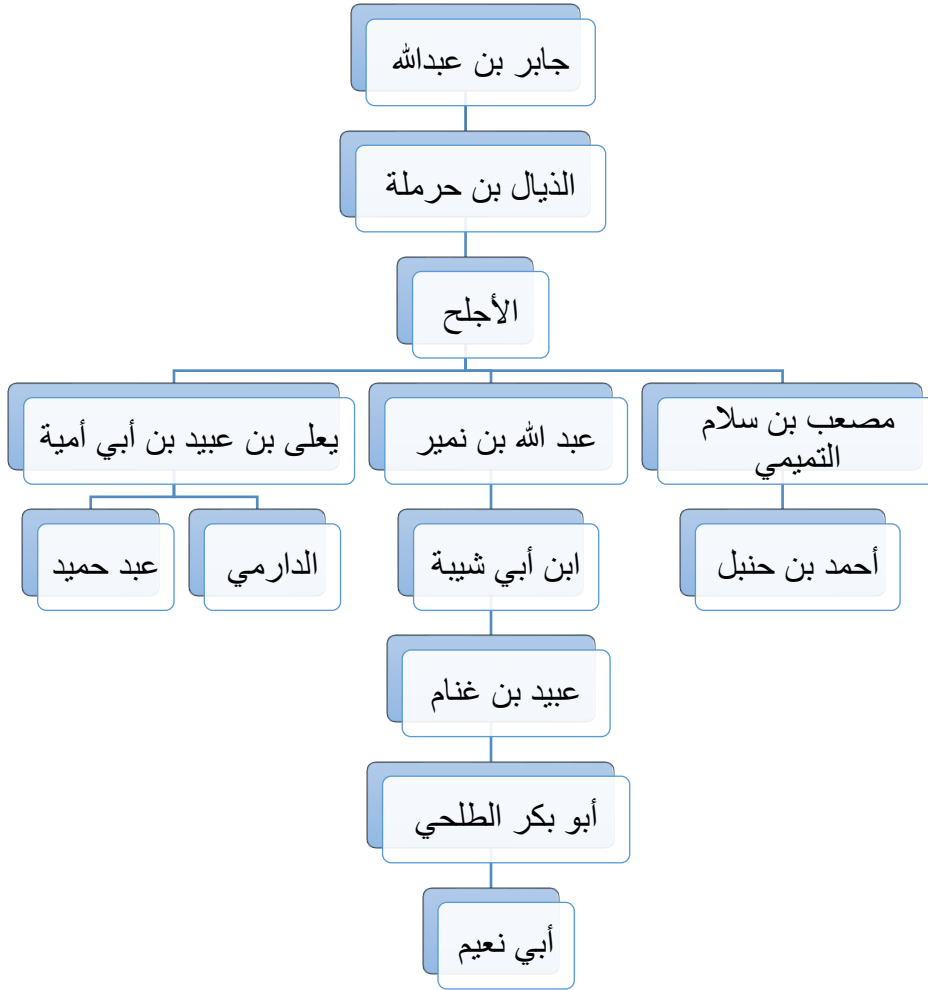 جابر بن عبدالله
الذيال بن حرملة
الأجلح
مصعب بن سلام
التميمي
عبد الله بن نمير
يعلى بن عبيد بن أبي أمية
أحمد بن حنبل
ابن أبي شيبة
الدارمي
عبد حميد
عبيد بن غنام
أبو بكر الطلحي
أبي نعيم